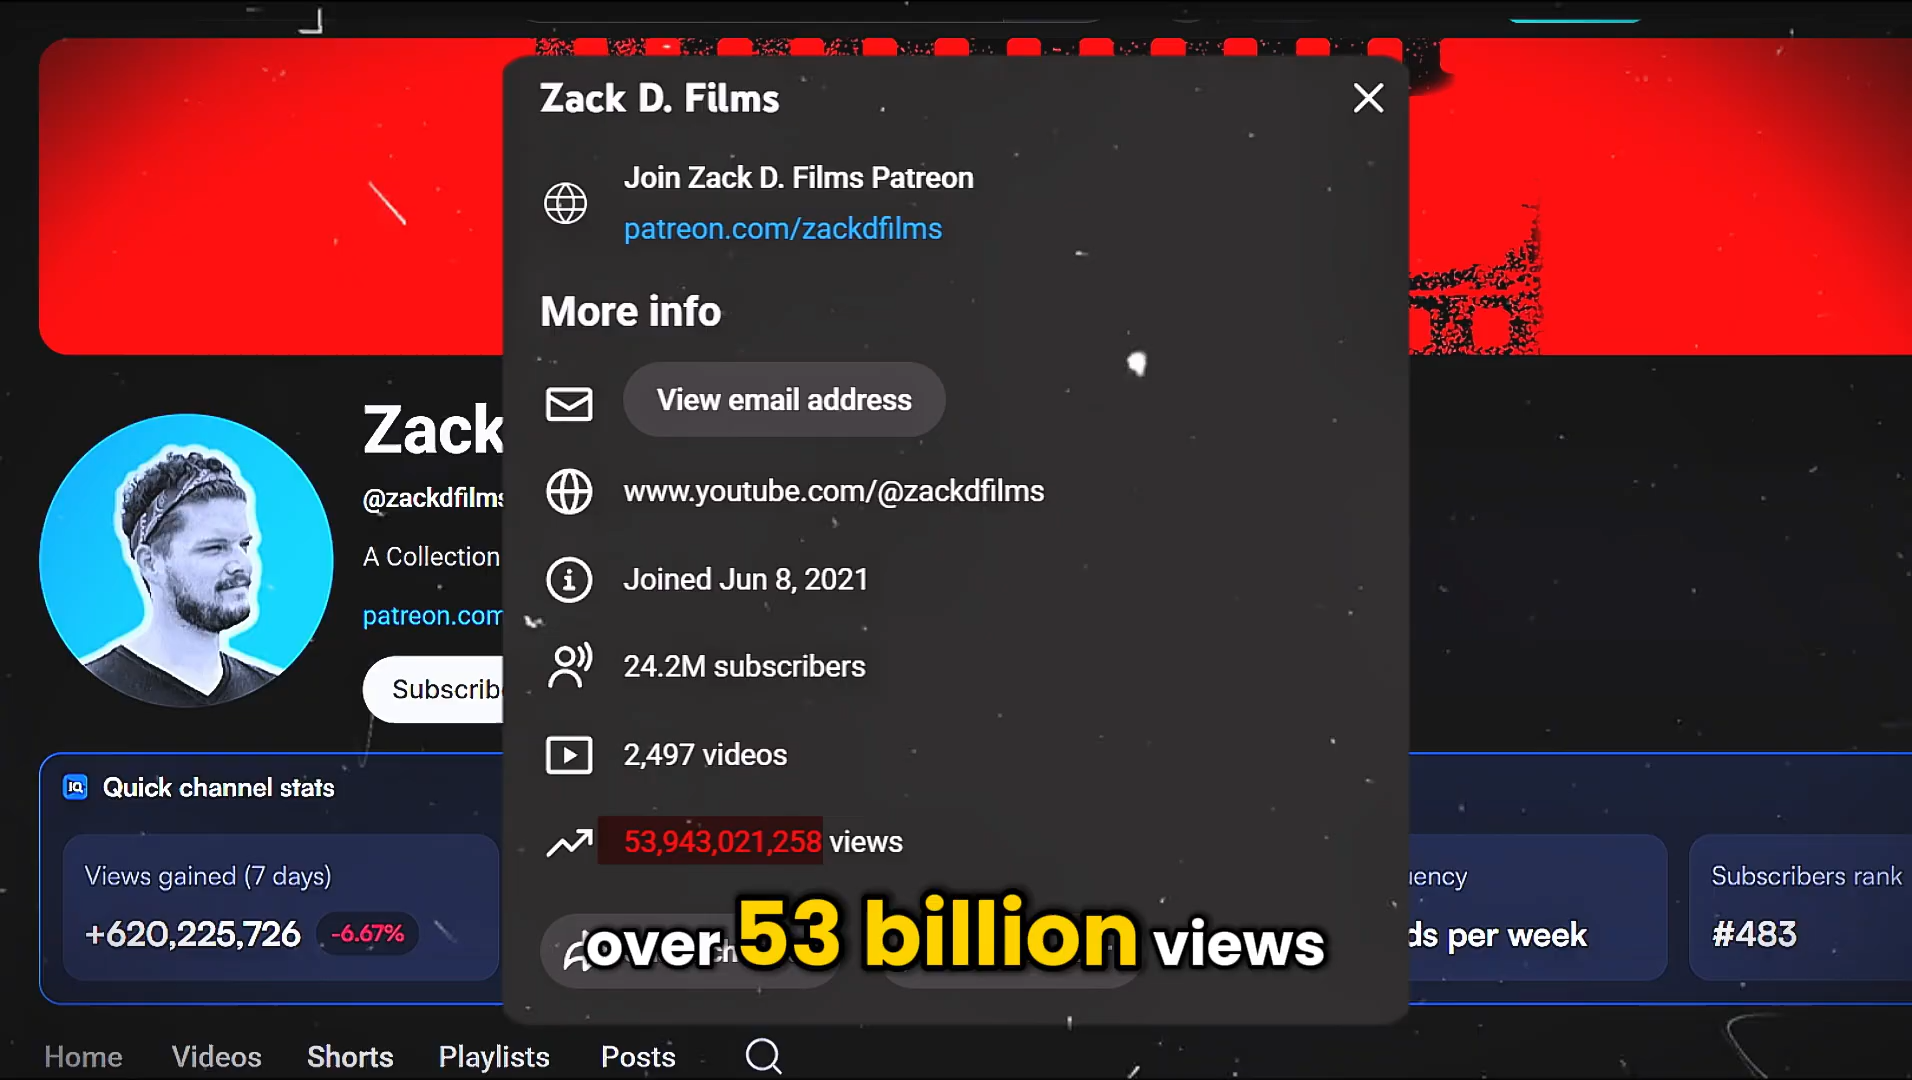 Zack D. Films
Join Zack D. Films Patreon
patreon.com/zackdfilms
More info
View email address
www.youtube.com/@zackdfilms
Joined Jun 8, 2021
24.2M subscribers
2,497 videos
53,943,021,258 views
over 53 billion views
Zack
@zackdfilms
A Collection
patreon.com
Subscribe
IQ
Quick channel stats
Views gained (7 days)
+620,225,726 -6.67%
per week
Subscribers rank
#483
Home Videos Shorts Playlists Posts